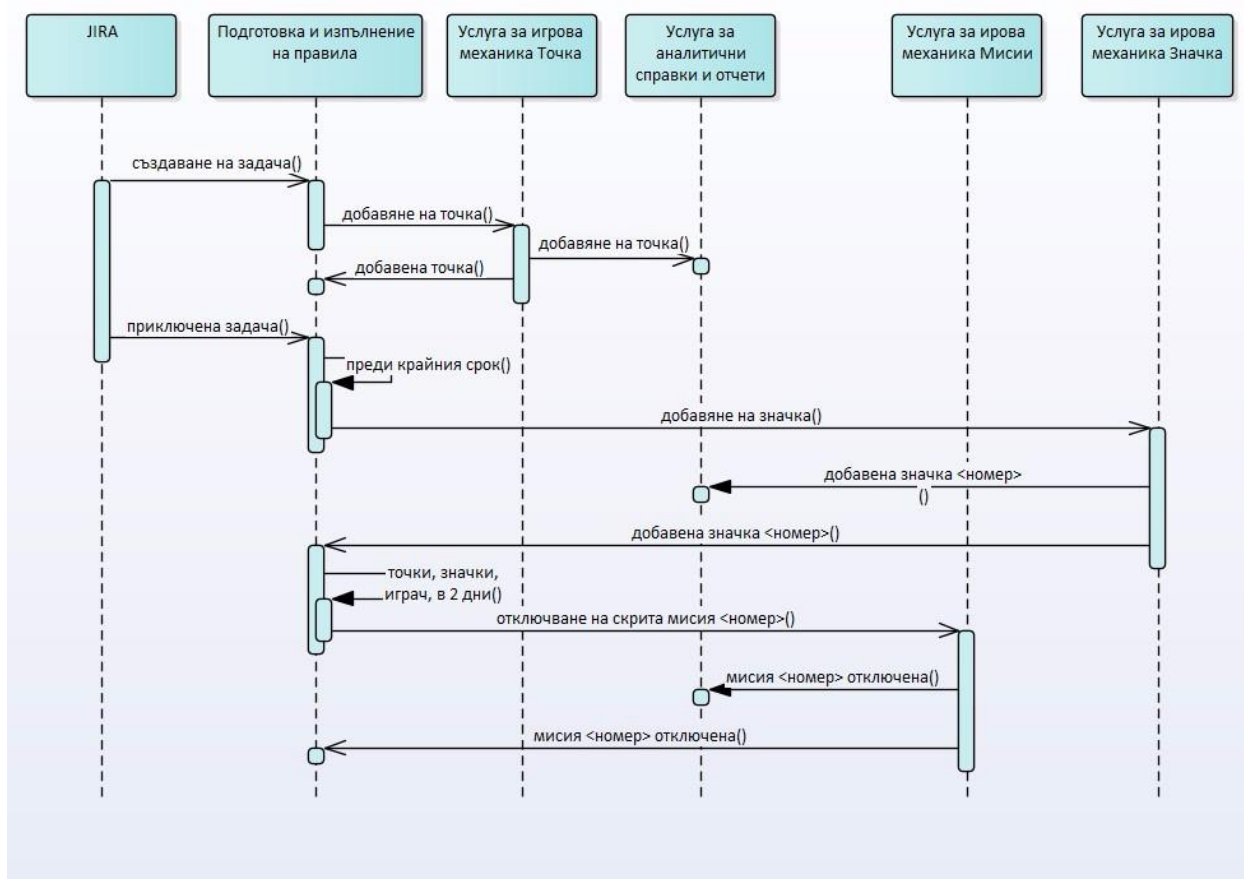 JIRA
Подготовка и изпълнение
на правила
Услуга за игрова
механика Точка
Услуга за
аналитични
справки и отчети
Услуга за ирова
механика Мисии
Услуга за ирова
механика Значка
създаване на задача()
добавяне на точка()
добавяне на точка()
добавена точка()
приключена задача()
преди крайния срок()
добавяне на значка()
добавена значка <номер>
()
добавена значка <номер>()
точки, значки,
играч, в 2 дни()
отключване на скрита мисия <номер>()
мисия <номер> отключена()
мисия <номер> отключена()